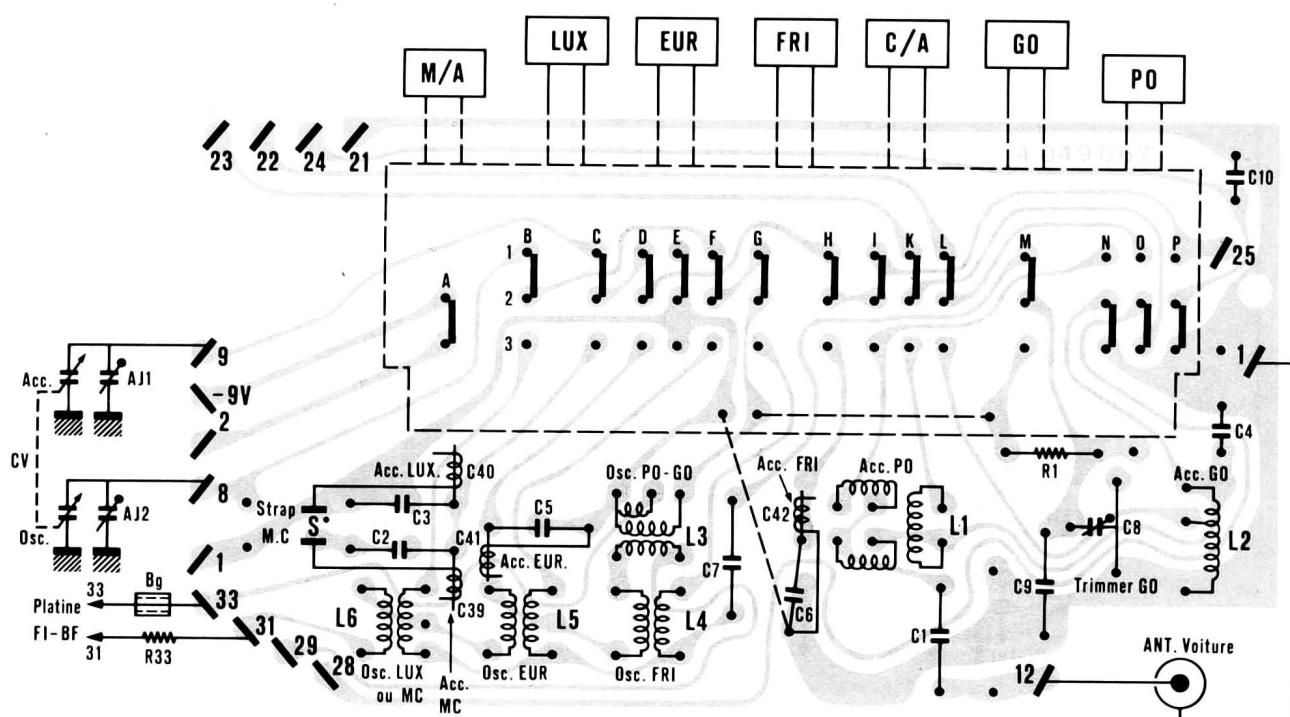 M/A
LUX
EUR
FRI
C/A
GO
PO
23
22
24
21
C10
25
B
C
D
E
F
G
H
I
K
L
M
N
O
P
A
1
2
3
9
-9V
2
8
1
33
31
29
28
1
Acc.
AJ1
CV
Osc.
AJ2
33
Bg
Platine
FI-BF
31
R33
Strap
S
M.C
Acc. LUX.
C40
C3
C2
C41
C39
L6
Osc. LUX
ou MC
Acc.
MC
C5
Acc. EUR.
L5
Osc. EUR
Osc. PO-GO
L3
L4
Osc. FRI
C7
Acc. FRI
C42
C6
Acc. PO
L1
C1
R1
C4
Acc. GO
C8
Trimmer GO
C9
L2
12
ANT. Voiture